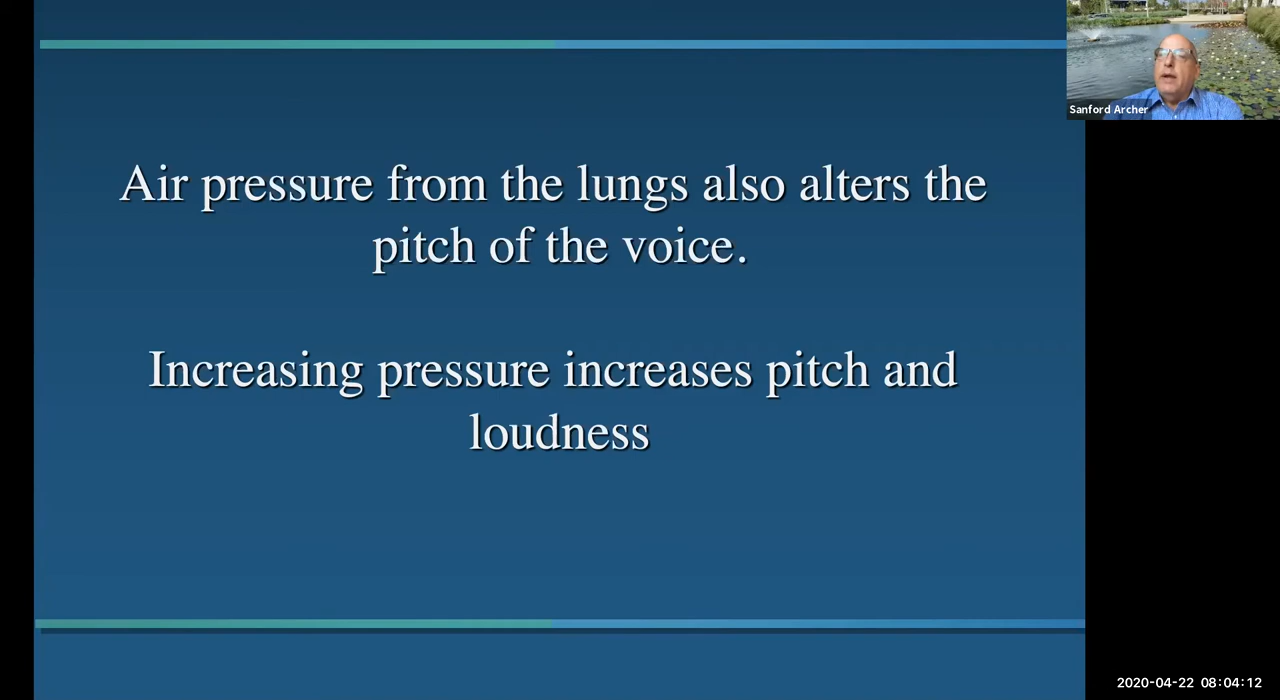 Sanford Archer
Air pressure from the lungs also alters the
pitch of the voice.
Increasing pressure increases pitch and
loudness
2020-04-22 08:04:12